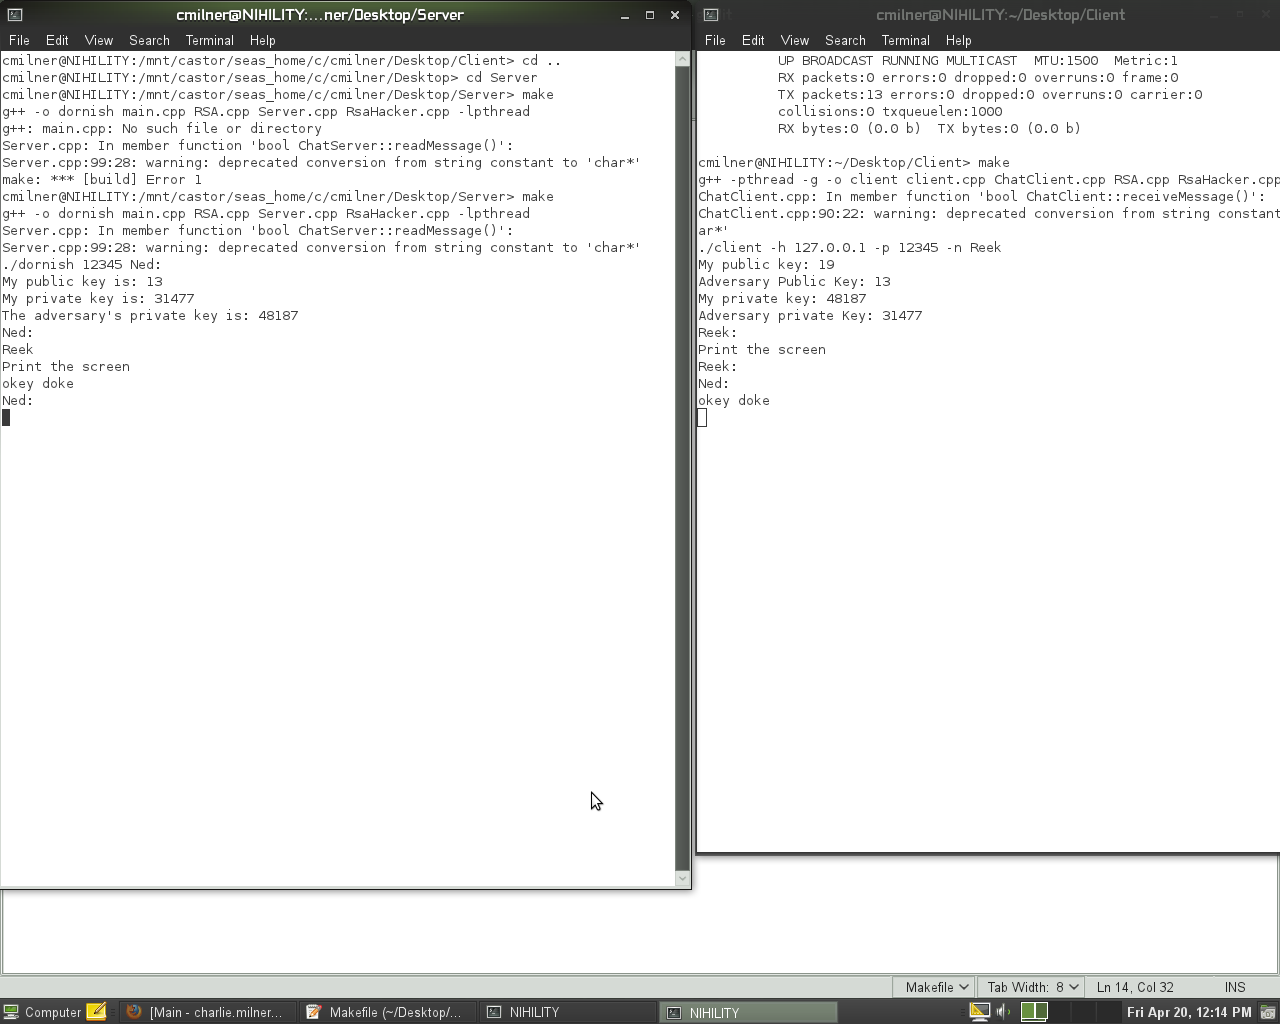 cmilner@NIHILITY:...ner/Desktop/Server
File Edit View Search Terminal Help
cmilner@NIHILITY:/mnt/castor/seas_home/c/cmilner/Desktop/Client> cd ..
cmilner@NIHILITY:/mnt/castor/seas_home/c/cmilner/Desktop> cd Server
cmilner@NIHILITY:/mnt/castor/seas_home/c/cmilner/Desktop/Server> make
g++ -o dornish main.cpp RSA.cpp Server.cpp RsaHacker.cpp -lpthread
g++: main.cpp: No such file or directory
Server.cpp: In member function 'bool ChatServer::readMessage()':
Server.cpp:99:28: warning: deprecated conversion from string constant to 'char*'
make: *** [build] Error 1
cmilner@NIHILITY:/mnt/castor/seas_home/c/cmilner/Desktop/Server> make
g++ -o dornish main.cpp RSA.cpp Server.cpp RsaHacker.cpp -lpthread
Server.cpp: In member function 'bool ChatServer::readMessage()':
Server.cpp:99:28: warning: deprecated conversion from string constant to 'char*'
./dornish 12345 Ned:
My public key is: 13
My private key is: 31477
The adversary's private key is: 48187
Ned:
Reek
Print the screen
okey doke
Ned:
cmilner@NIHILITY:~/Desktop/Client
File Edit View Search Terminal Help
UP BROADCAST RUNNING MULTICAST  MTU:1500  Metric:1
RX packets:0 errors:0 dropped:0 overruns:0 frame:0
TX packets:13 errors:0 dropped:0 overruns:0 carrier:0
collisions:0 txqueuelen:1000
RX bytes:0 (0.0 b)  TX bytes:0 (0.0 b)
cmilner@NIHILITY:~/Desktop/Client> make
g++ -pthread -g -o client client.cpp ChatClient.cpp RSA.cpp RsaHacker.cpp
ChatClient.cpp: In member function 'bool ChatClient::receiveMessage()':
ChatClient.cpp:90:22: warning: deprecated conversion from string constant
ar*'
./client -h 127.0.0.1 -p 12345 -n Reek
My public key: 19
Adversary Public Key: 13
My private key: 48187
Adversary private Key: 31477
Reek:
Print the screen
Reek:
Ned:
okey doke
Makefile Tab Width: 8 Ln 14, Col 32 INS
Computer [Main - charlie.milner... Makefile (~/Desktop/... NIHILITY NIHILITY Fri Apr 20, 12:14 PM